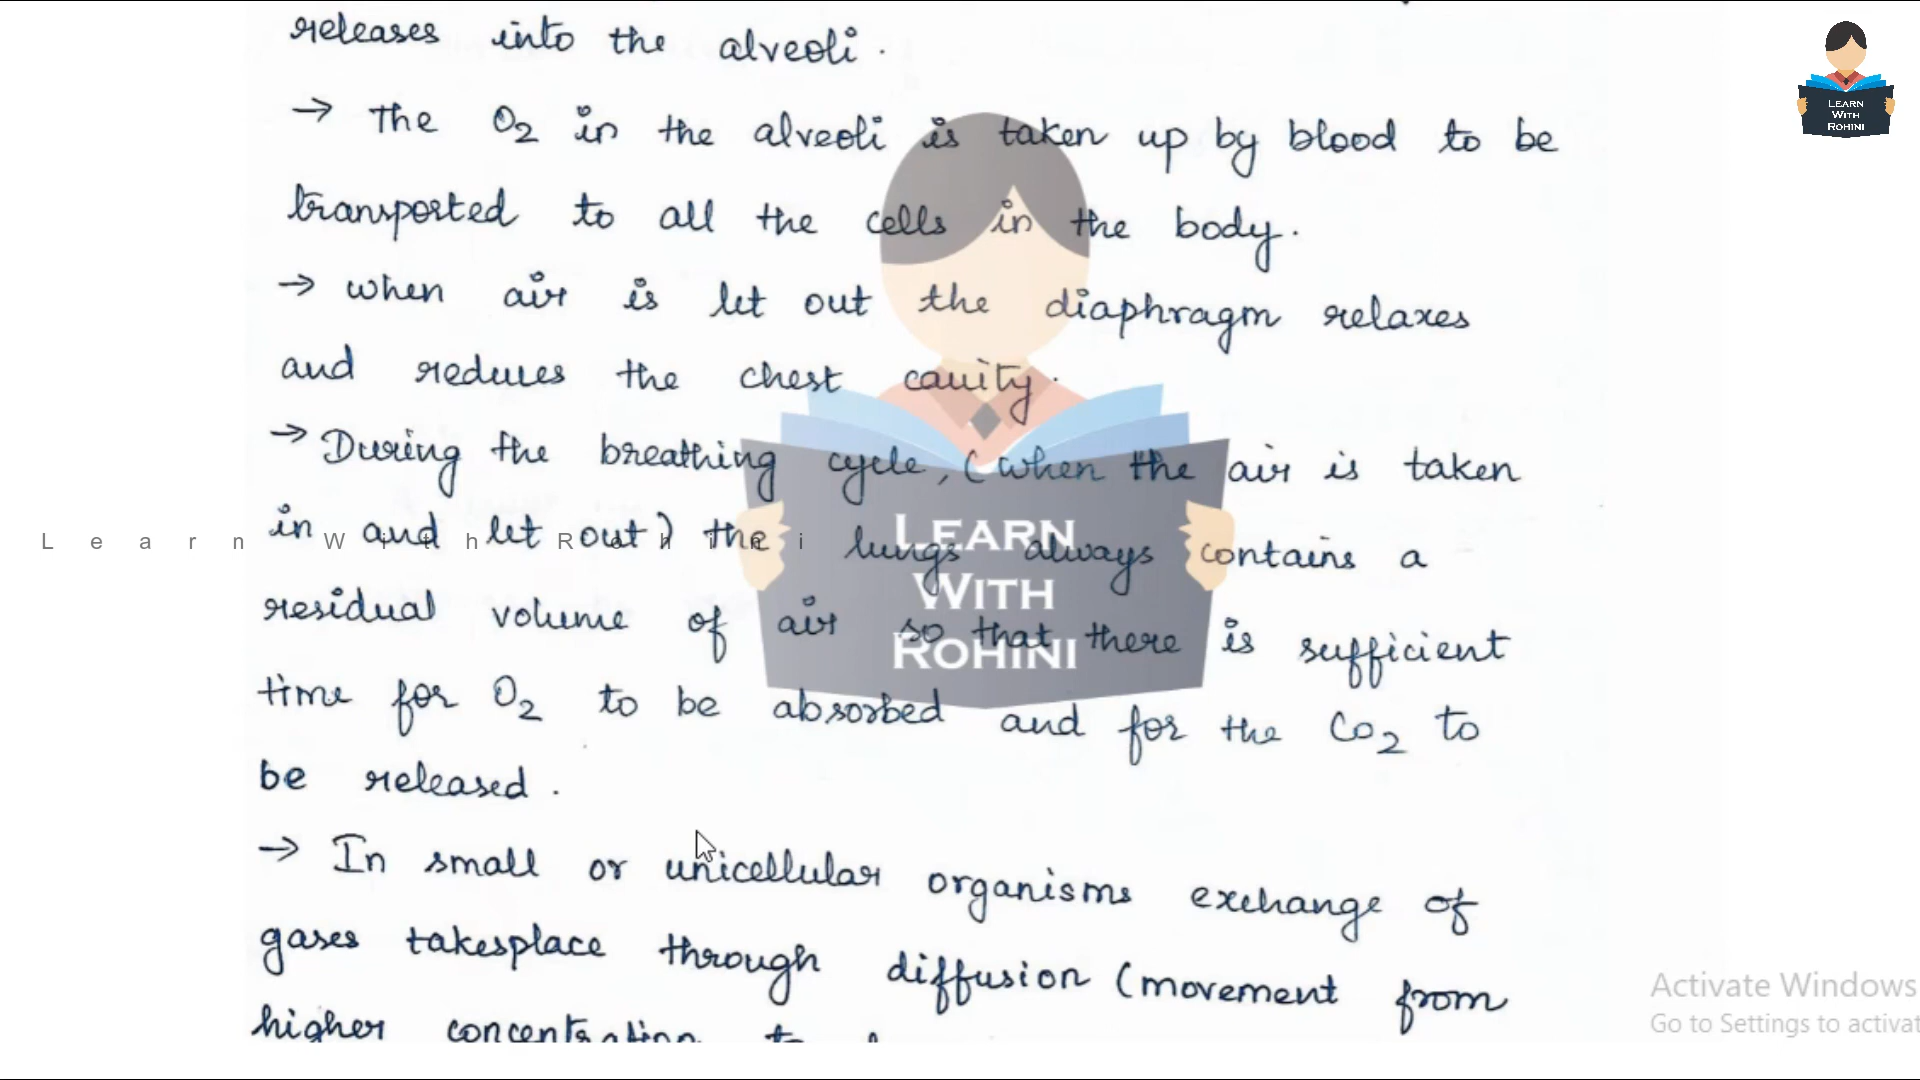 releases into the alveoli.
→ The O2 in the alveoli is taken up by blood to be
transported to all the cells in the body.
→ when air is let out the diaphragm relaxes
and reduces the chest cavity.
→ During the breathing cycle, (when the air is taken
in and let out) the lungs always contains a
residual volume of air so that there is sufficient
time for O2 to be absorbed and for the CO2 to
be released.
→ In small or unicellular organisms exchange of
gases takesplace through diffusion (movement from
higher concentration to
LEARN
WITH
ROHINI
LEARN
WITH
ROHINI
Learn With Rohini
Activate Windows
Go to Settings to activat